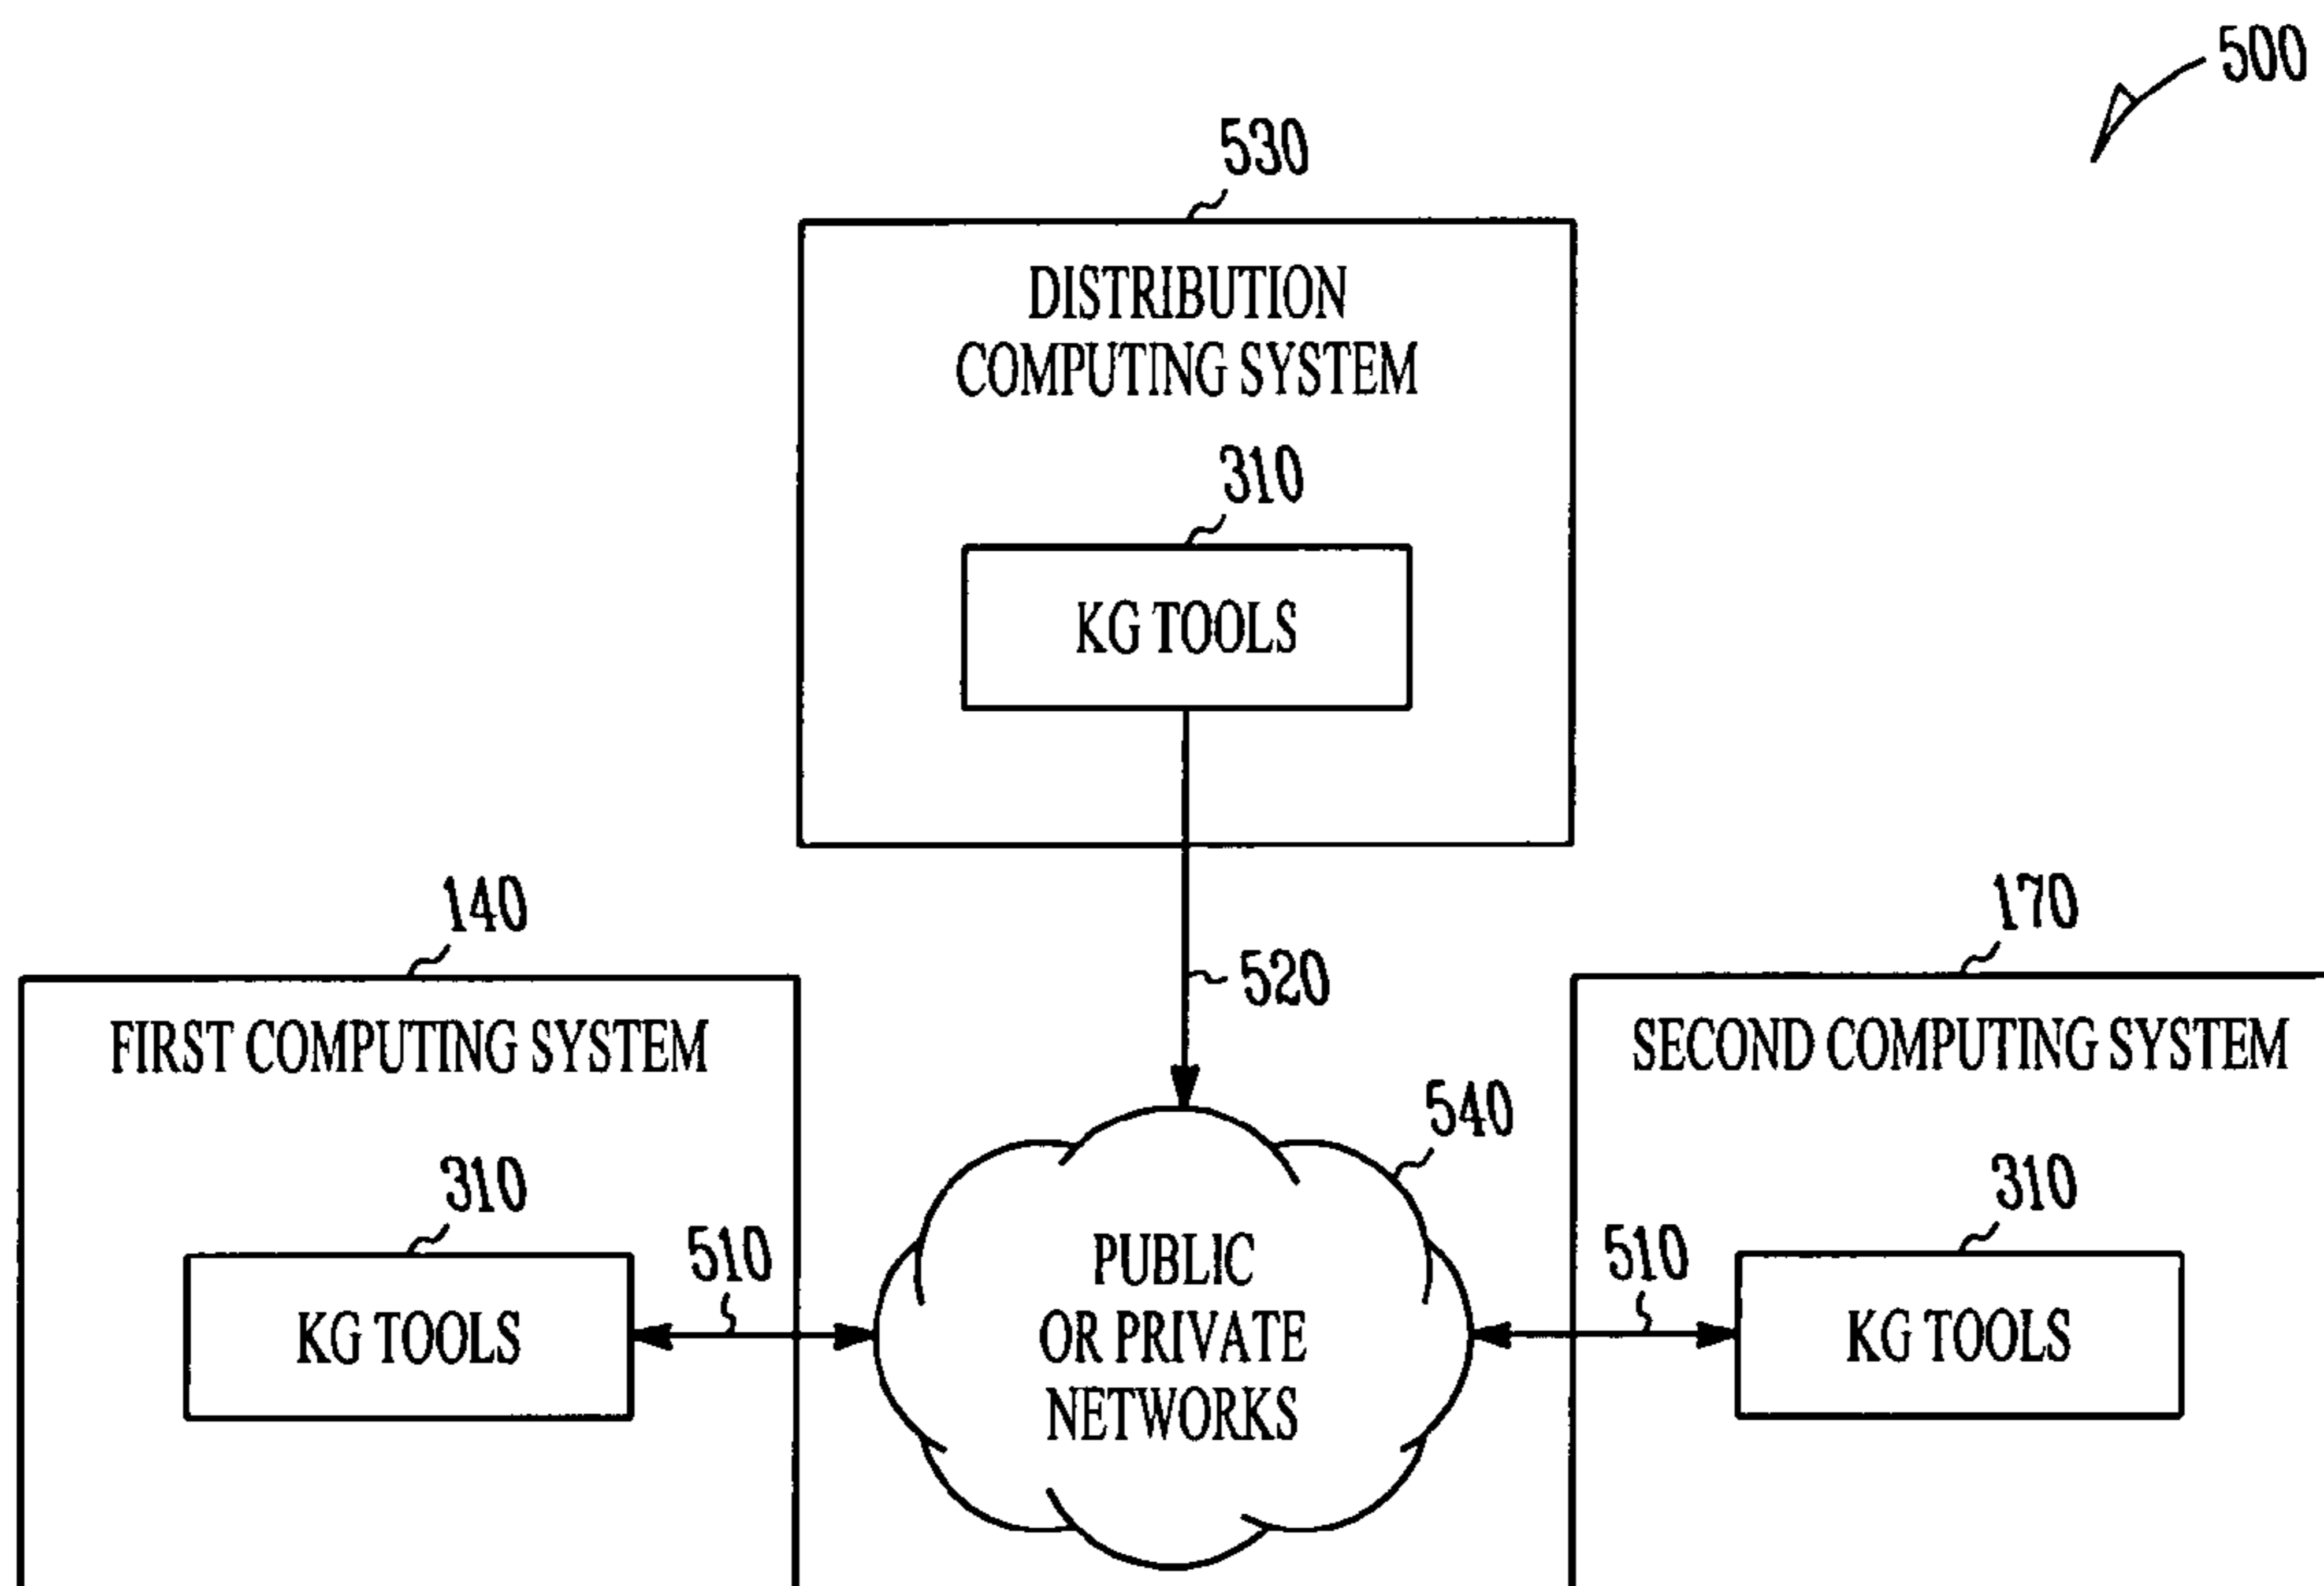 500
530
DISTRIBUTION
COMPUTING SYSTEM
310
KG TOOLS
140
170
520
FIRST COMPUTING SYSTEM
SECOND COMPUTING SYSTEM
540
310
310
510
510
PUBLIC
OR PRIVATE
NETWORKS
KG TOOLS
KG TOOLS